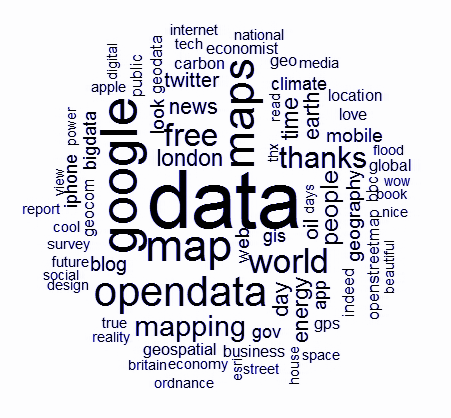 internet
national
tech
economist
digital
public
geodata
carbon
geo
media
apple
twitter
climate
location
look
news
maps
read
time
earth
love
power
bigdata
google
free
mobile
thx
thanks
flood
london
global
view
iphone
geocom
data
days
people
geography
bbc
wow
book
report
nice
cool
oil
survey
map
web
gis
openstreetmap
beautiful
future
blog
world
social
design
opendata
day
energy
app
indeed
true
mapping
gov
gps
reality
geospatial
business
house
space
britain
economy
esri
street
ordnance